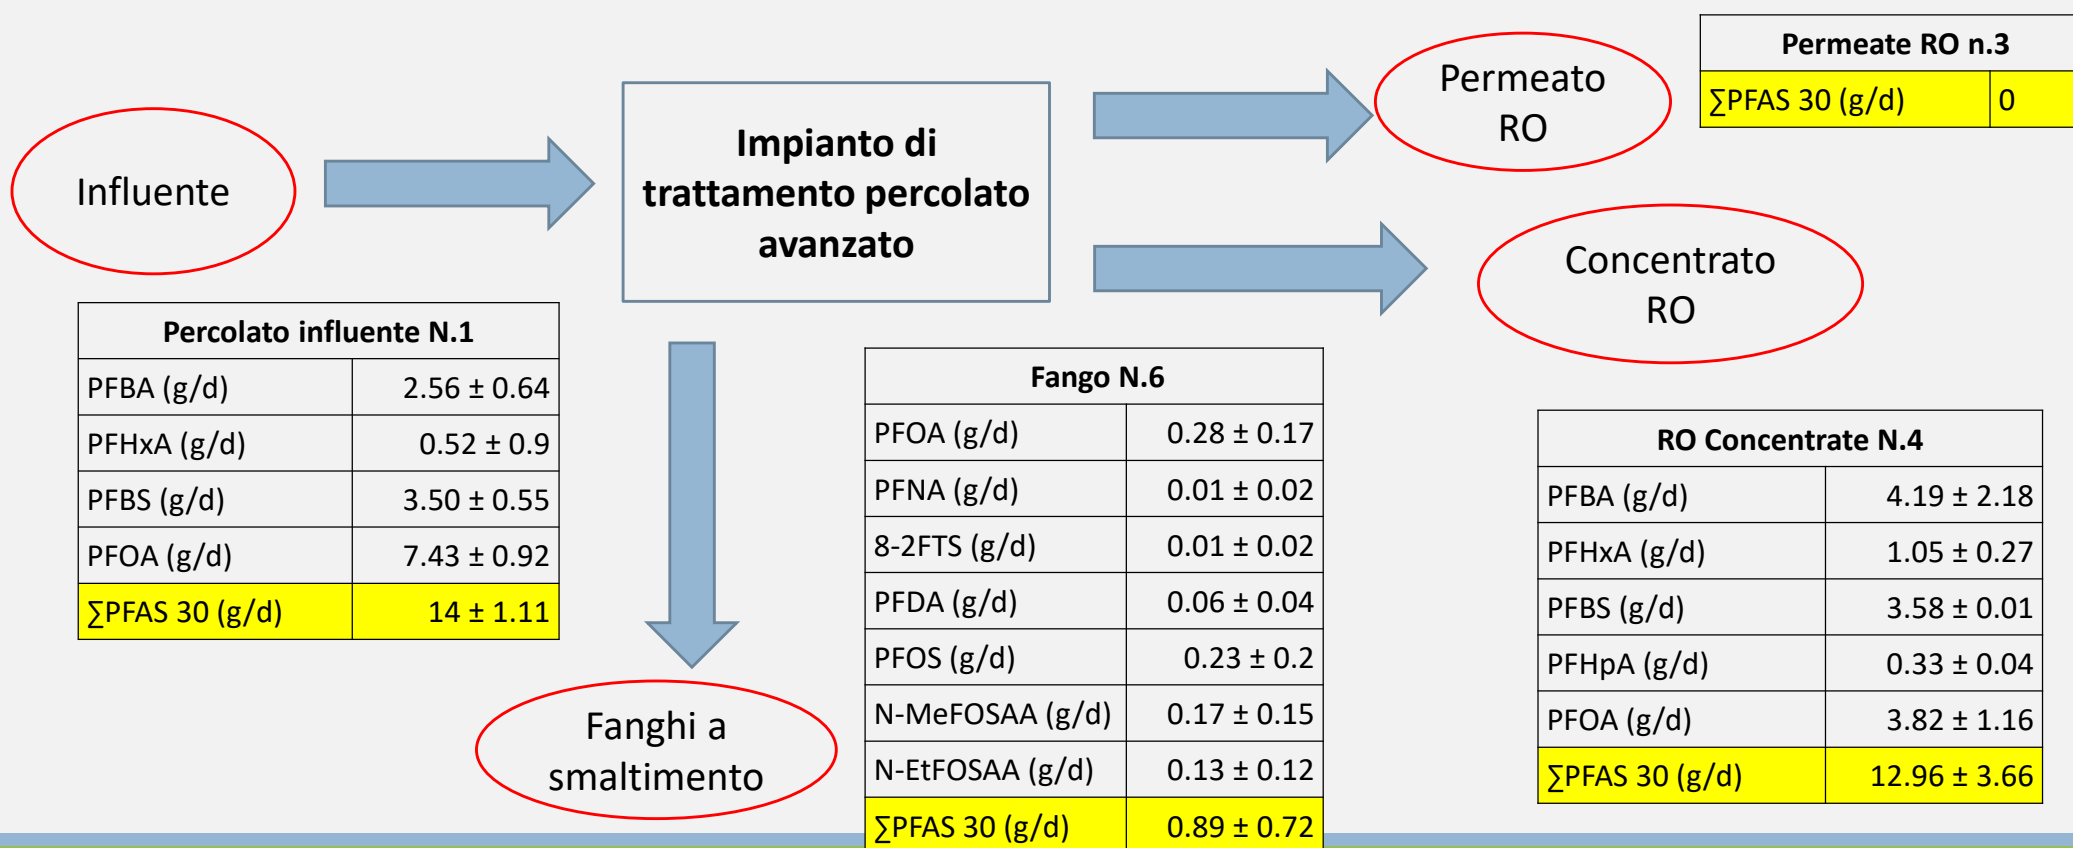 Influente
Impianto di
trattamento percolato
avanzato
Permeato
RO
Permeate RO n.3
∑PFAS 30 (g/d) 0
Concentrato
RO
Percolato influente N.1
PFBA (g/d) 2.56 ± 0.64
PFHxA (g/d) 0.52 ± 0.9
PFBS (g/d) 3.50 ± 0.55
PFOA (g/d) 7.43 ± 0.92
∑PFAS 30 (g/d) 14 ± 1.11
Fanghi a
smaltimento
Fango N.6
PFOA (g/d) 0.28 ± 0.17
PFNA (g/d) 0.01 ± 0.02
8-2FTS (g/d) 0.01 ± 0.02
PFDA (g/d) 0.06 ± 0.04
PFOS (g/d) 0.23 ± 0.2
N-MeFOSAA (g/d) 0.17 ± 0.15
N-EtFOSAA (g/d) 0.13 ± 0.12
∑PFAS 30 (g/d) 0.89 ± 0.72
RO Concentrate N.4
PFBA (g/d) 4.19 ± 2.18
PFHxA (g/d) 1.05 ± 0.27
PFBS (g/d) 3.58 ± 0.01
PFHpA (g/d) 0.33 ± 0.04
PFOA (g/d) 3.82 ± 1.16
∑PFAS 30 (g/d) 12.96 ± 3.66